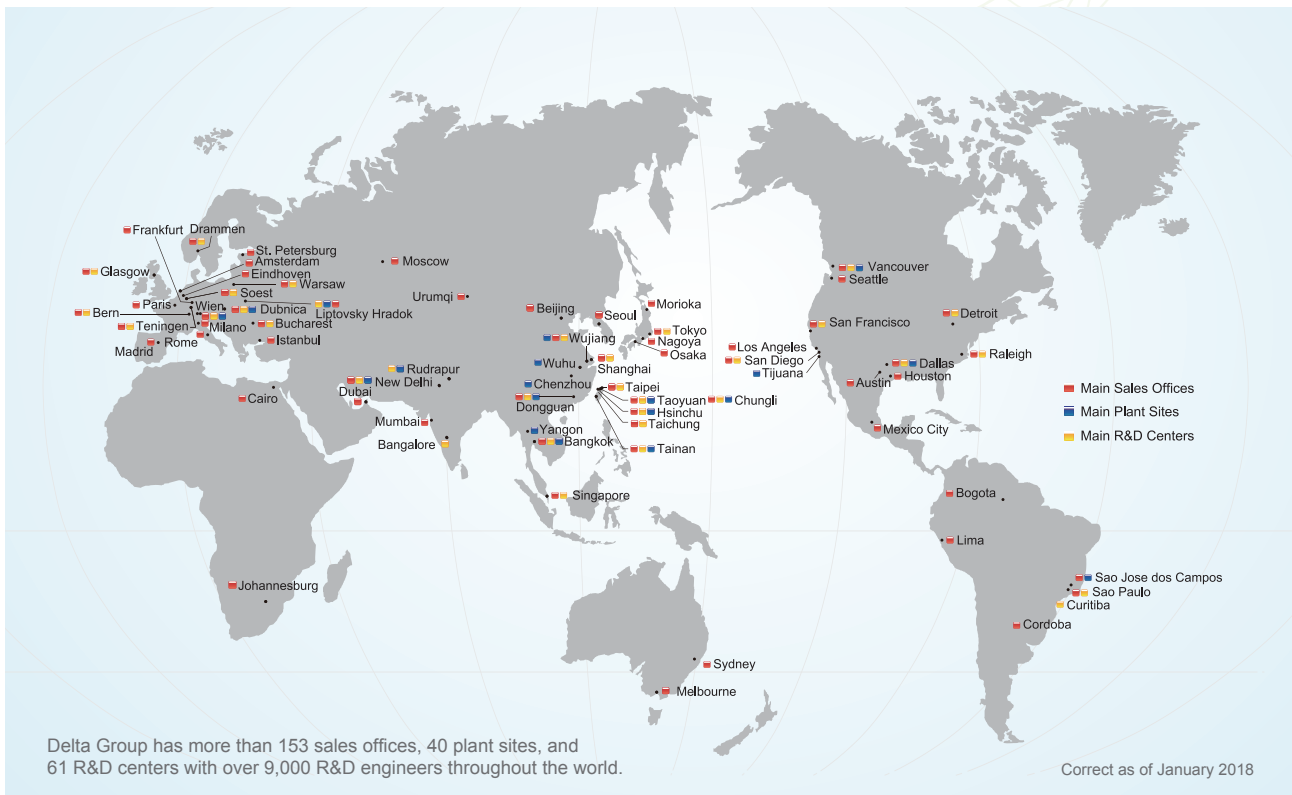 Frankfurt
Drammen
St. Petersburg
Amsterdam
Eindhoven
Glasgow
Warsaw
Soest
Paris
Wien
Dubnica
Liptovsky Hradok
Bern
Teningen
Milano
Bucharest
Madrid
Rome
Istanbul
Moscow
Urumqi
Beijing
Seoul
Morioka
Tokyo
Nagoya
Osaka
Wujiang
Shanghai
Wuhu
Chenzhou
Dongguan
Rudrapur
New Delhi
Dubai
Cairo
Mumbai
Bangalore
Taipei
Taoyuan
Chungli
Hsinchu
Taichung
Tainan
Yangon
Bangkok
Singapore
Johannesburg
Sydney
Melbourne
Vancouver
Seattle
San Francisco
Detroit
Los Angeles
San Diego
Tijuana
Raleigh
Dallas
Austin
Houston
Mexico City
Bogota
Lima
Sao Jose dos Campos
Sao Paulo
Curitiba
Cordoba
Main Sales Offices
Main Plant Sites
Main R&D Centers
Delta Group has more than 153 sales offices, 40 plant sites, and
61 R&D centers with over 9,000 R&D engineers throughout the world.
Correct as of January 2018